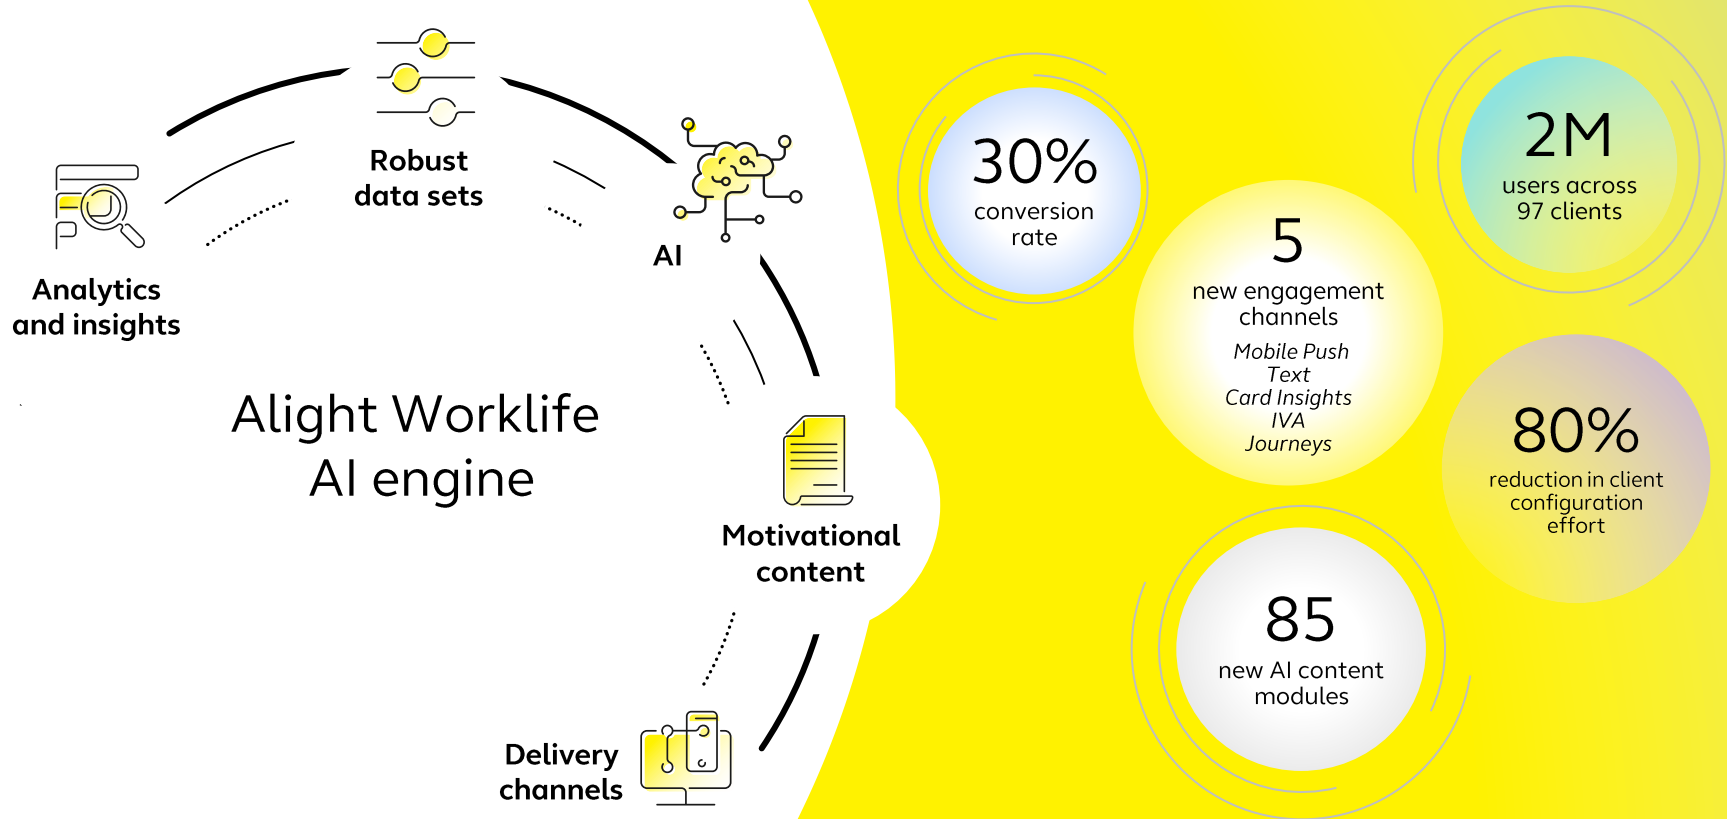 Robust
data sets
AI
Analytics
and insights
Alight Worklife
AI engine
Motivational
content
Delivery
channels
30%
conversion
rate
5
new engagement
channels
Mobile Push
Text
Card Insights
IVA
Journeys
2M
users across
97 clients
80%
reduction in client
configuration
effort
85
new AI content
modules